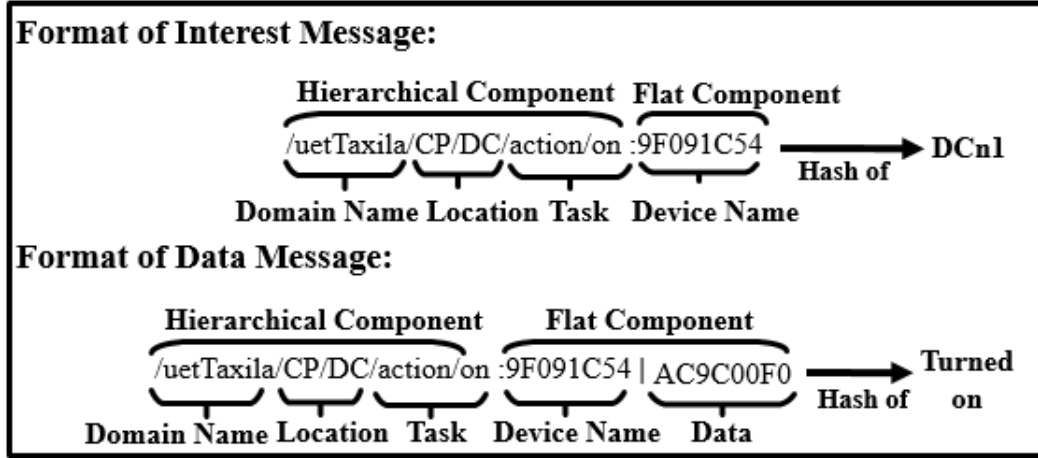 Format of Interest Message:
Hierarchical Component Flat Component
/uetTaxila/CP/DC/action/on :9F091C54 DCn1
Hash of
Domain Name Location Task Device Name
Format of Data Message:
Hierarchical Component Flat Component
/uetTaxila/CP/DC/action/on :9F091C54 | AC9C00F0 Turned
Hash of on
Domain Name Location Task Device Name Data